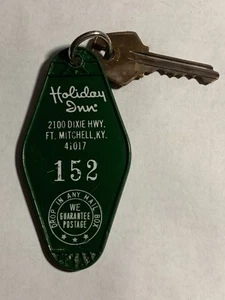 Holiday
Inn
2100 DIXIE HWY.
FT. MITCHELL, KY.
41017
152
DROP IN ANY MAIL BOX
WE
GUARANTEE
POSTAGE